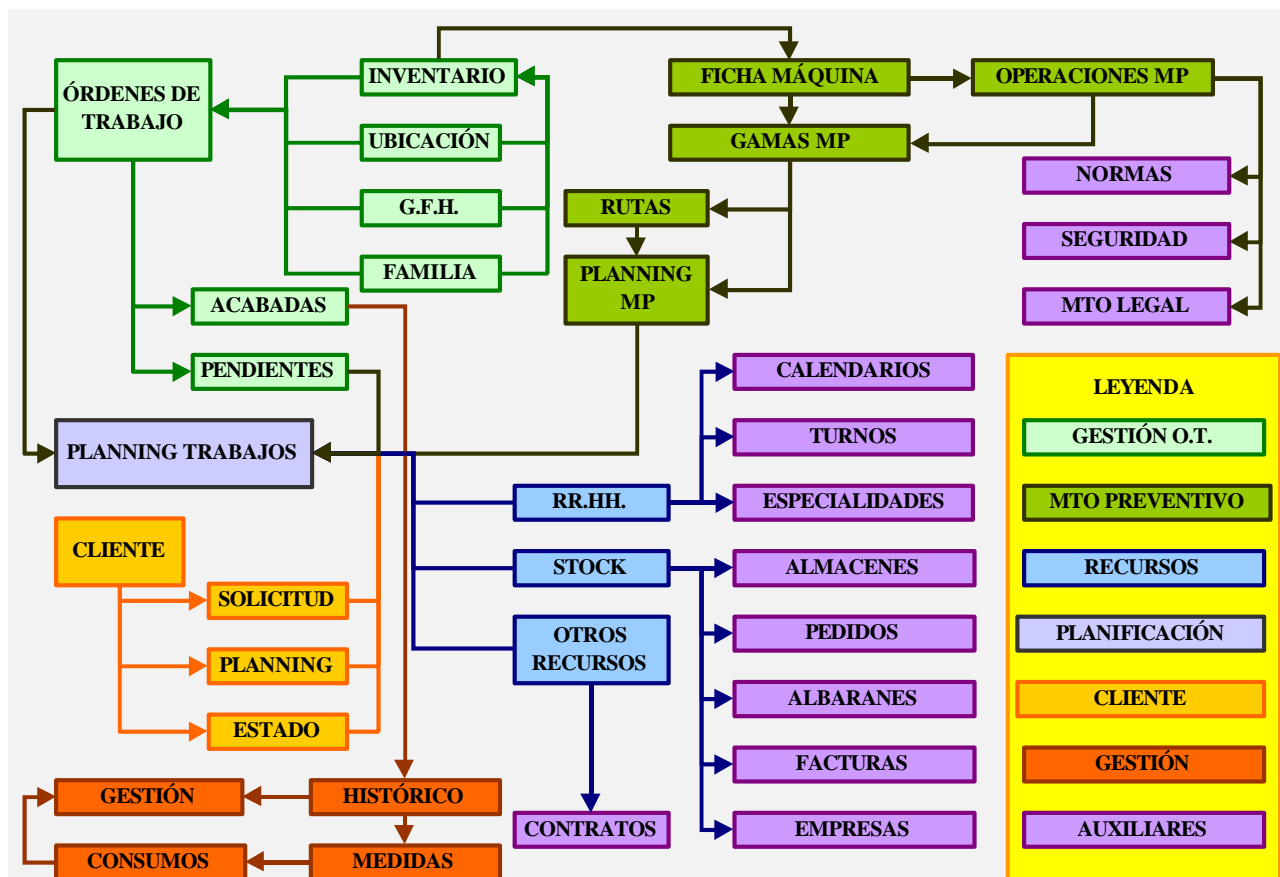 ÓRDENES DE
TRABAJO
INVENTARIO
UBICACIÓN
G.F.H.
FAMILIA
ACABADAS
PENDIENTES
PLANNING TRABAJOS
FICHA MÁQUINA
OPERACIONES MP
GAMAS MP
RUTAS
PLANNING
MP
NORMAS
SEGURIDAD
MTO LEGAL
CLIENTE
SOLICITUD
PLANNING
ESTADO
GESTIÓN
HISTÓRICO
CONSUMOS
MEDIDAS
RR.HH.
STOCK
OTROS
RECURSOS
CONTRATOS
CALENDARIOS
TURNOS
ESPECIALIDADES
ALMACENES
PEDIDOS
ALBARANES
FACTURAS
EMPRESAS
LEYENDA
GESTIÓN O.T.
MTO PREVENTIVO
RECURSOS
PLANIFICACIÓN
CLIENTE
GESTIÓN
AUXILIARES